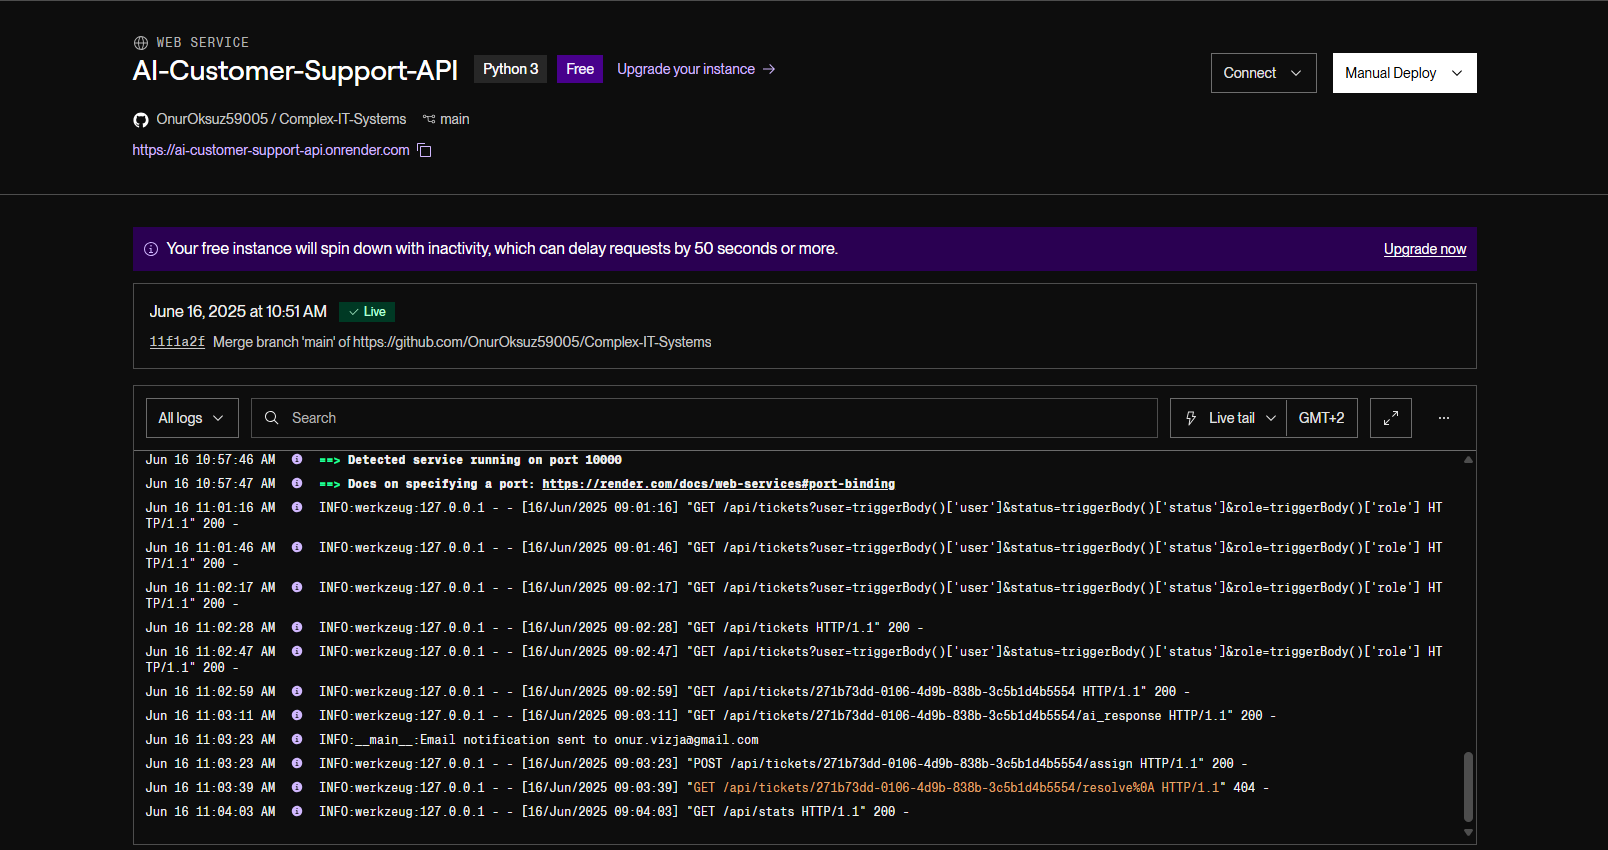 WEB SERVICE
AI-Customer-Support-API Python 3 Free Upgrade your instance →
Connect Manual Deploy
OnurOksuz59005 / Complex-IT-Systems main
https://ai-customer-support-api.onrender.com
Your free instance will spin down with inactivity, which can delay requests by 50 seconds or more. Upgrade now
June 16, 2025 at 10:51 AM ✓ Live
11f1a2f Merge branch 'main' of https://github.com/OnurOksuz59005/Complex-IT-Systems
All logs Search Live tail GMT+2 ...
Jun 16 10:57:46 AM ==> Detected service running on port 10000
Jun 16 10:57:47 AM ==> Docs on specifying a port: https://render.com/docs/web-services#port-binding
Jun 16 11:01:16 AM INFO:werkzeug:127.0.0.1 - - [16/Jun/2025 09:01:16] "GET /api/tickets?user=triggerBody()['user']&status=triggerBody()['status']&role=triggerBody()['role'] HT
TP/1.1" 200 -
Jun 16 11:01:46 AM INFO:werkzeug:127.0.0.1 - - [16/Jun/2025 09:01:46] "GET /api/tickets?user=triggerBody()['user']&status=triggerBody()['status']&role=triggerBody()['role'] HT
TP/1.1" 200 -
Jun 16 11:02:17 AM INFO:werkzeug:127.0.0.1 - - [16/Jun/2025 09:02:17] "GET /api/tickets?user=triggerBody()['user']&status=triggerBody()['status']&role=triggerBody()['role'] HT
TP/1.1" 200 -
Jun 16 11:02:28 AM INFO:werkzeug:127.0.0.1 - - [16/Jun/2025 09:02:28] "GET /api/tickets HTTP/1.1" 200 -
Jun 16 11:02:47 AM INFO:werkzeug:127.0.0.1 - - [16/Jun/2025 09:02:47] "GET /api/tickets?user=triggerBody()['user']&status=triggerBody()['status']&role=triggerBody()['role'] HT
TP/1.1" 200 -
Jun 16 11:02:59 AM INFO:werkzeug:127.0.0.1 - - [16/Jun/2025 09:02:59] "GET /api/tickets/271b73dd-0106-4d9b-838b-3c5b1d4b5554 HTTP/1.1" 200 -
Jun 16 11:03:11 AM INFO:werkzeug:127.0.0.1 - - [16/Jun/2025 09:03:11] "GET /api/tickets/271b73dd-0106-4d9b-838b-3c5b1d4b5554/ai_response HTTP/1.1" 200 -
Jun 16 11:03:23 AM INFO:__main__:Email notification sent to onur.vizja@gmail.com
Jun 16 11:03:23 AM INFO:werkzeug:127.0.0.1 - - [16/Jun/2025 09:03:23] "POST /api/tickets/271b73dd-0106-4d9b-838b-3c5b1d4b5554/assign HTTP/1.1" 200 -
Jun 16 11:03:39 AM INFO:werkzeug:127.0.0.1 - - [16/Jun/2025 09:03:39] "GET /api/tickets/271b73dd-0106-4d9b-838b-3c5b1d4b5554/resolve%0A HTTP/1.1" 404 -
Jun 16 11:04:03 AM INFO:werkzeug:127.0.0.1 - - [16/Jun/2025 09:04:03] "GET /api/stats HTTP/1.1" 200 -